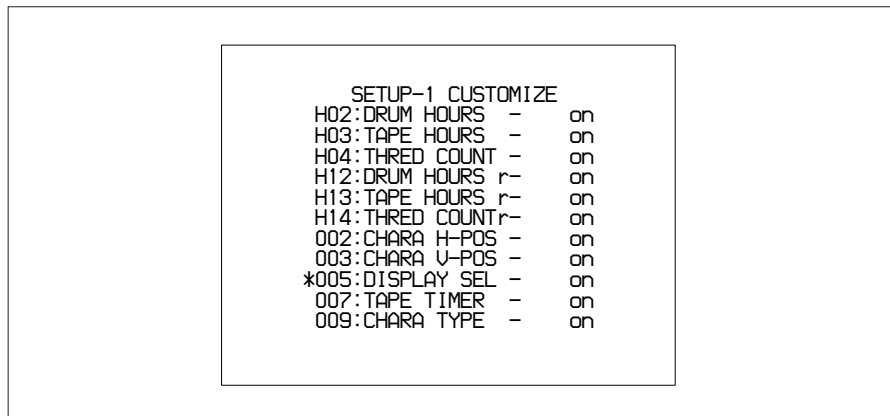 SETUP-1 CUSTOMIZE
H02:DRUM HOURS - on
H03:TAPE HOURS - on
H04:THRED COUNT - on
H12:DRUM HOURS r- on
H13:TAPE HOURS r- on
H14:THRED COUNTr- on
002:CHARA H-POS - on
003:CHARA V-POS - on
*005:DISPLAY SEL - on
007:TAPE TIMER - on
009:CHARA TYPE - on